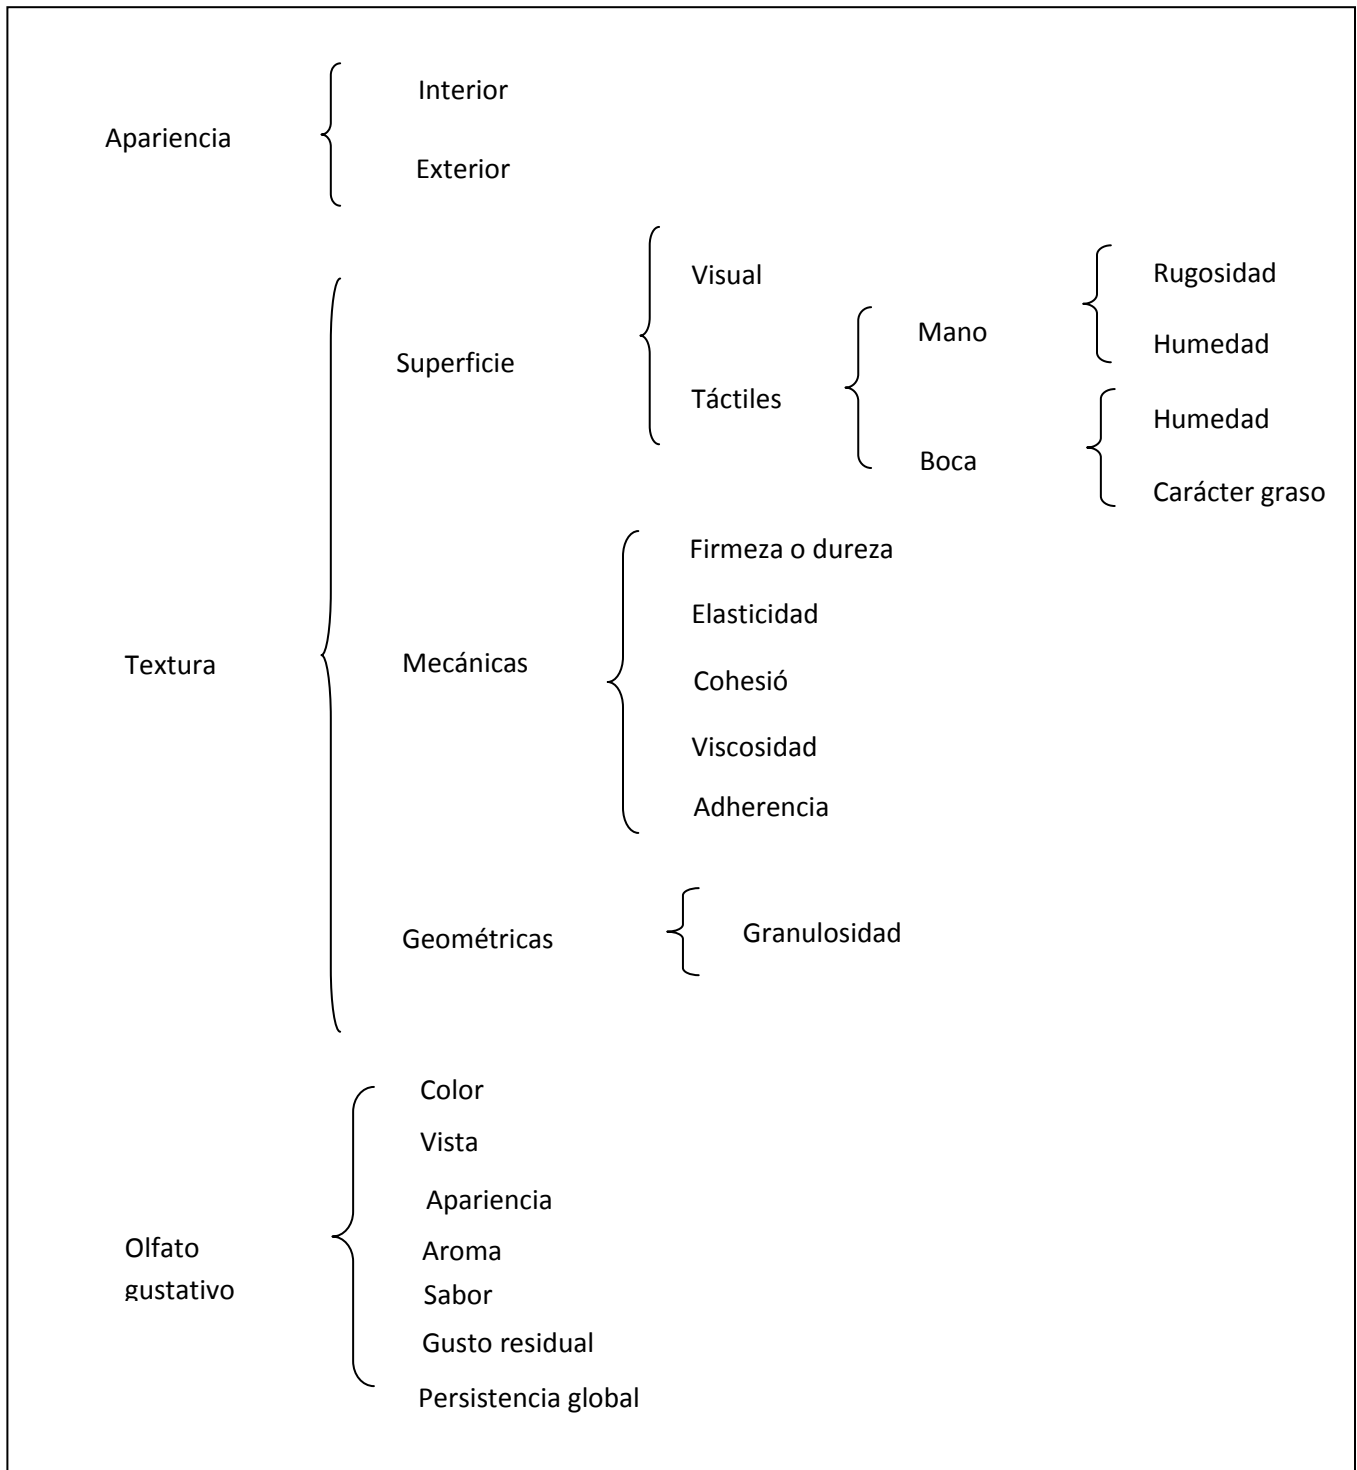 Apariencia
Interior
Exterior
Textura
Superficie
Visual
Táctiles
Mano
Rugosidad
Humedad
Boca
Humedad
Carácter graso
Mecánicas
Firmeza o dureza
Elasticidad
Cohesió
Viscosidad
Adherencia
Geométricas
Granulosidad
Olfato
gustativo
Color
Vista
Apariencia
Aroma
Sabor
Gusto residual
Persistencia global